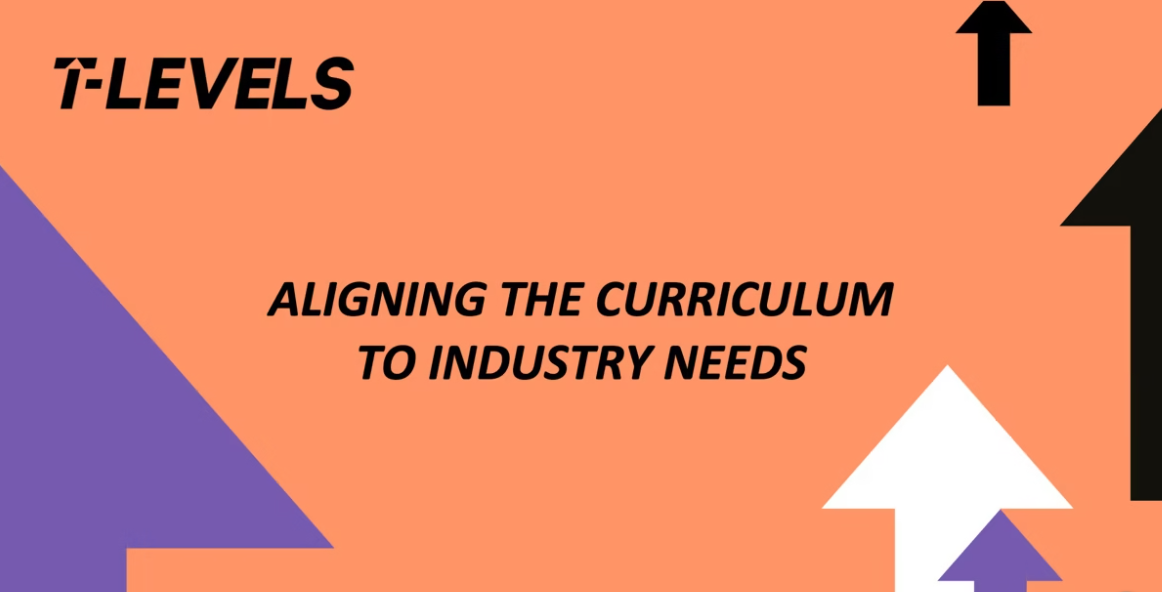 T-LEVELS
ALIGNING THE CURRICULUM
TO INDUSTRY NEEDS